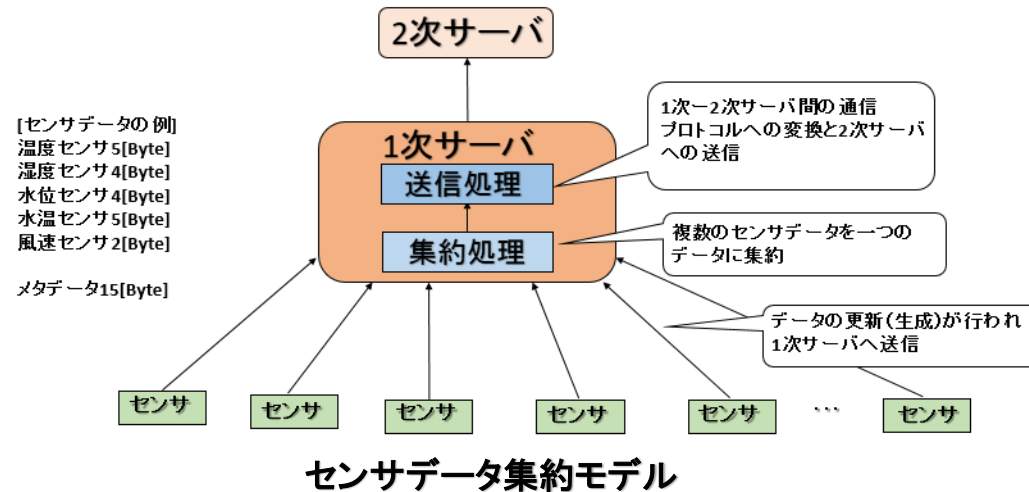 2次サーバ
1次ー2次サーバ間の通信
プロトコルへの変換と2次サーバ
への送信
[センサデータの例]
温度センサ5[Byte]
湿度センサ4[Byte]
水位センサ4[Byte]
水温センサ5[Byte]
風速センサ2[Byte]
メタデータ15[Byte]
1次サーバ
送信処理
集約処理
複数のセンサデータを一つの
データに集約
データの更新(生成)が行われ
1次サーバへ送信
センサ
センサ
センサ
センサ
センサ
…
センサ
センサデータ集約モデル